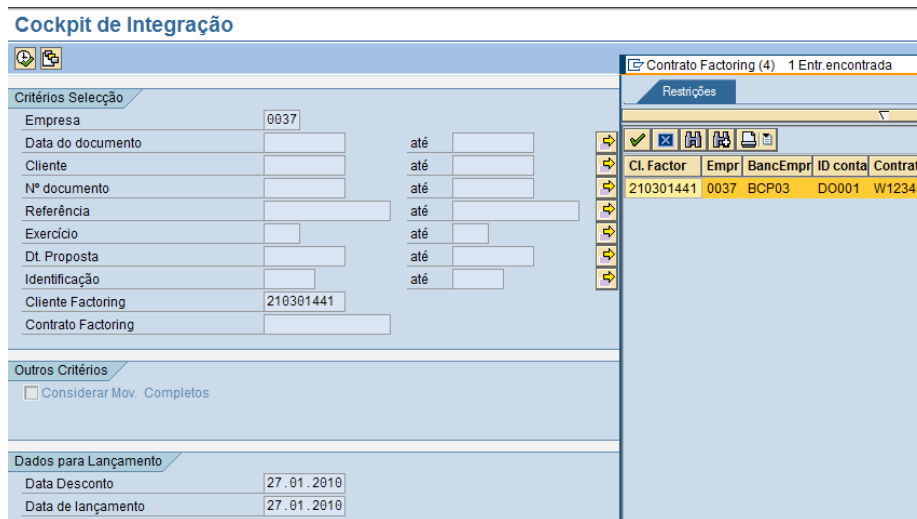 Cockpit de Integração
Contrato Factoring (4) 1 Entr.encontrada
Restrições
Cl. Factor Empr BancEmpr ID conta Contrat
210301441 0037 BCP03 DO001 W1234
Critérios Selecção
Empresa 0037
Data do documento até
Cliente até
Nº documento até
Referência até
Exercício até
Dt. Proposta até
Identificação até
Cliente Factoring 210301441
Contrato Factoring
Outros Critérios
Considerar Mov. Completos
Dados para Lançamento
Data Desconto 27.01.2010
Data de lançamento 27.01.2010